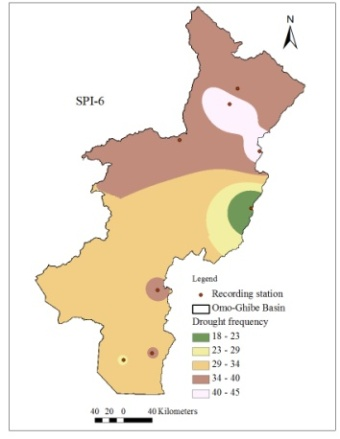 N
SPI-6
Legend
Recording station
Omo-Ghibe Basin
Drought frequency
18 - 23
23 - 29
29 - 34
34 - 40
40 - 45
40 20 0 40 Kilometers